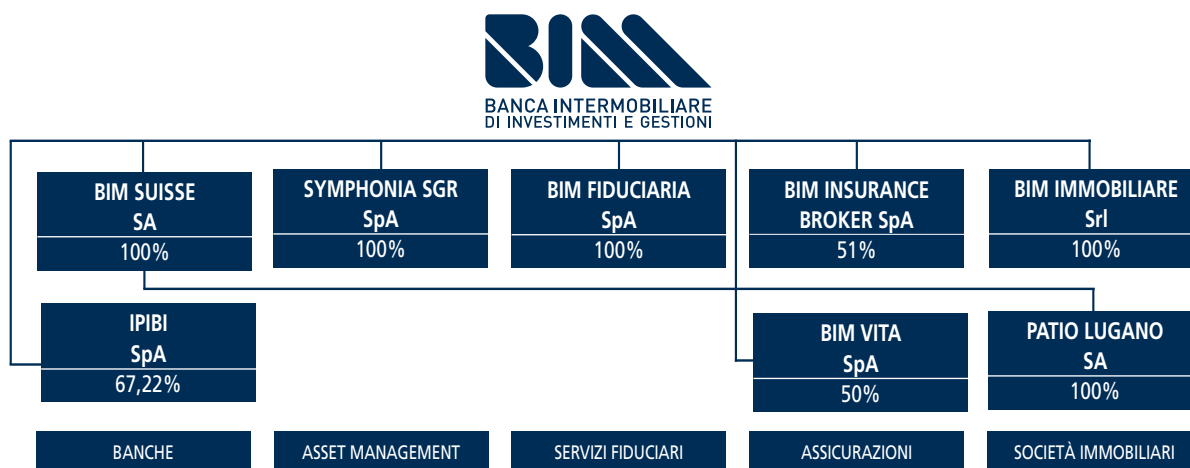 BIM
BANCA INTERMOBILIARE
DI INVESTIMENTI E GESTIONI
BIM SUISSE
SA
100%
SYMPHONIA SGR
SpA
100%
BIM FIDUCIARIA
SpA
100%
BIM INSURANCE
BROKER SpA
51%
BIM IMMOBILIARE
Srl
100%
IPIBI
SpA
67,22%
BIM VITA
SpA
50%
PATIO LUGANO
SA
100%
BANCHE
ASSET MANAGEMENT
SERVIZI FIDUCIARI
ASSICURAZIONI
SOCIETÀ IMMOBILIARI